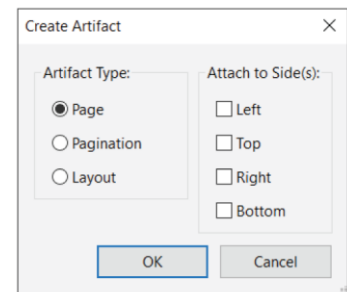 Create Artifact
Artifact Type:
Page
Pagination
Layout
Attach to Side(s):
Left
Top
Right
Bottom
OK
Cancel